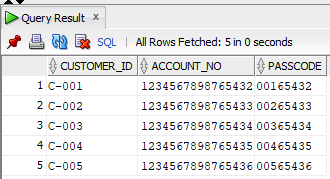 Query Result ×
SQL | All Rows Fetched: 5 in 0 seconds
CUSTOMER_ID ACCOUNT_NO PASSCODE
1 C-001 1234567898765432 00165432
2 C-002 1234567898765433 00265433
3 C-003 1234567898765434 00365434
4 C-004 1234567898765435 00465435
5 C-005 1234567898765436 00565436